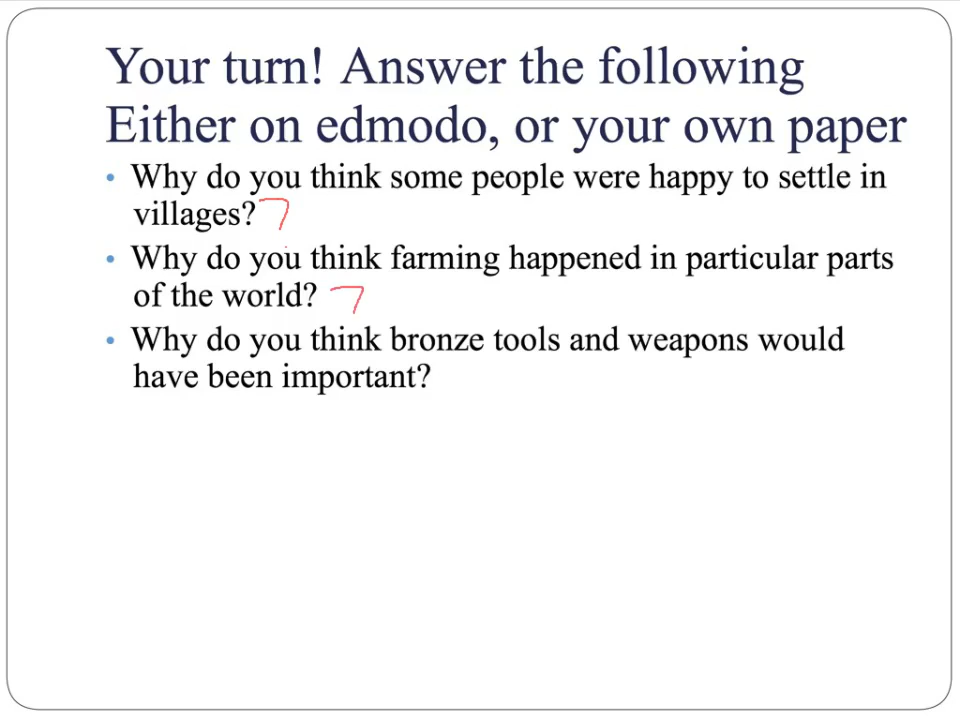 Your turn! Answer the following
Either on edmodo, or your own paper
• Why do you think some people were happy to settle in
villages?
• Why do you think farming happened in particular parts
of the world?
• Why do you think bronze tools and weapons would
have been important?